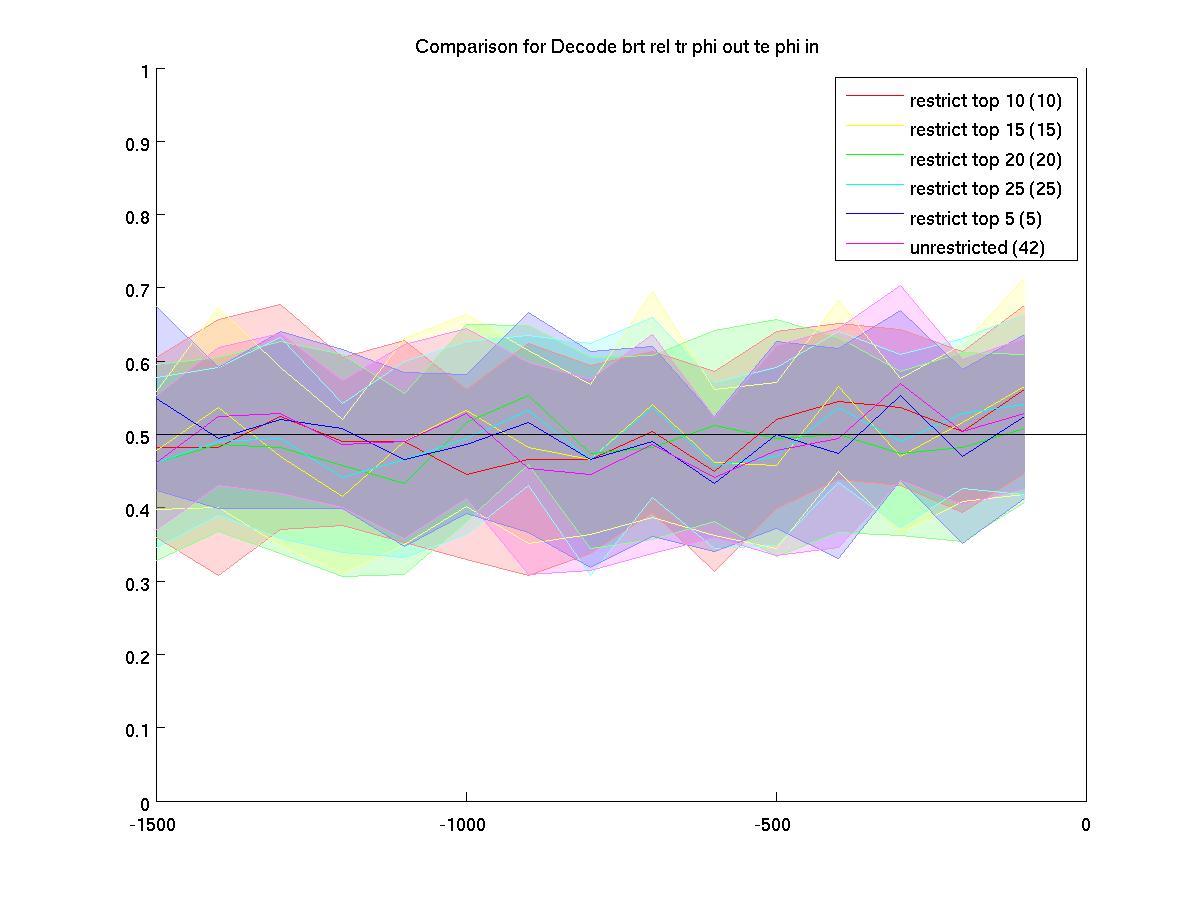 Comparison for Decode brt rel tr phi out te phi in
1
0.9
0.8
0.7
0.6
0.5
0.4
0.3
0.2
0.1
0
restrict top 10 (10)
restrict top 15 (15)
restrict top 20 (20)
restrict top 25 (25)
restrict top 5 (5)
unrestricted (42)
-1500 -1000 -500 0